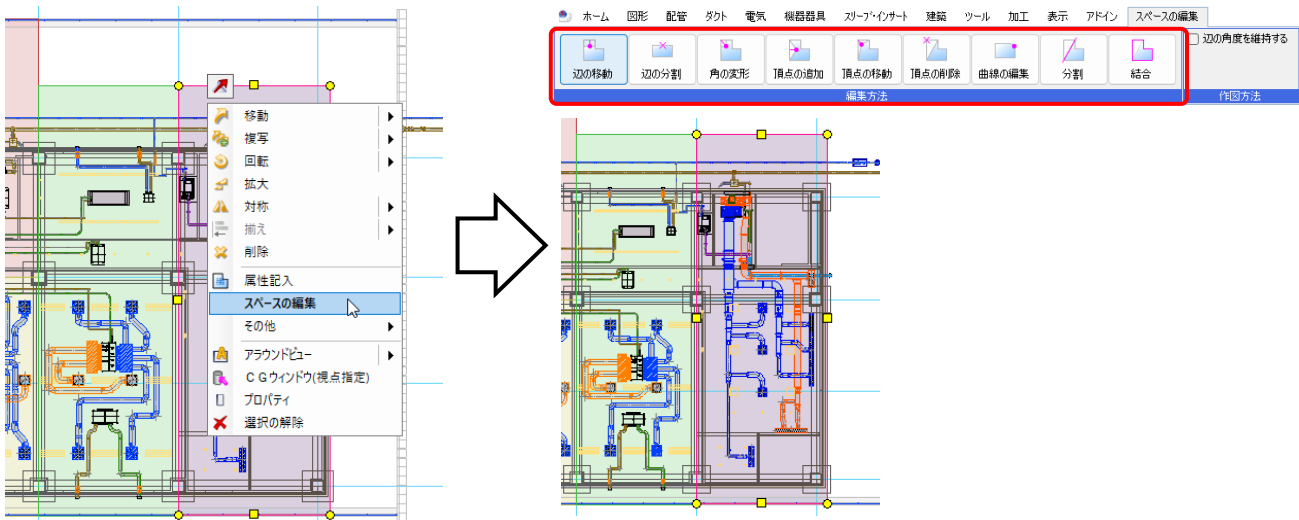 移動
複写
回転
拡大
対称
揃え
削除
属性記入
スペースの編集
その他
アラウンドビュー
ＣＧウィンドウ(視点指定)
プロパティ
選択の解除
ホーム 図形 配管 ダクト 電気 機器器具 スリーブ・インサート 建築 ツール 加工 表示 アドイン スペースの編集
辺の移動 辺の分割 角の変形 頂点の追加 頂点の移動 頂点の削除 曲線の編集 分割 結合
編集方法
辺の角度を維持する
作図方法